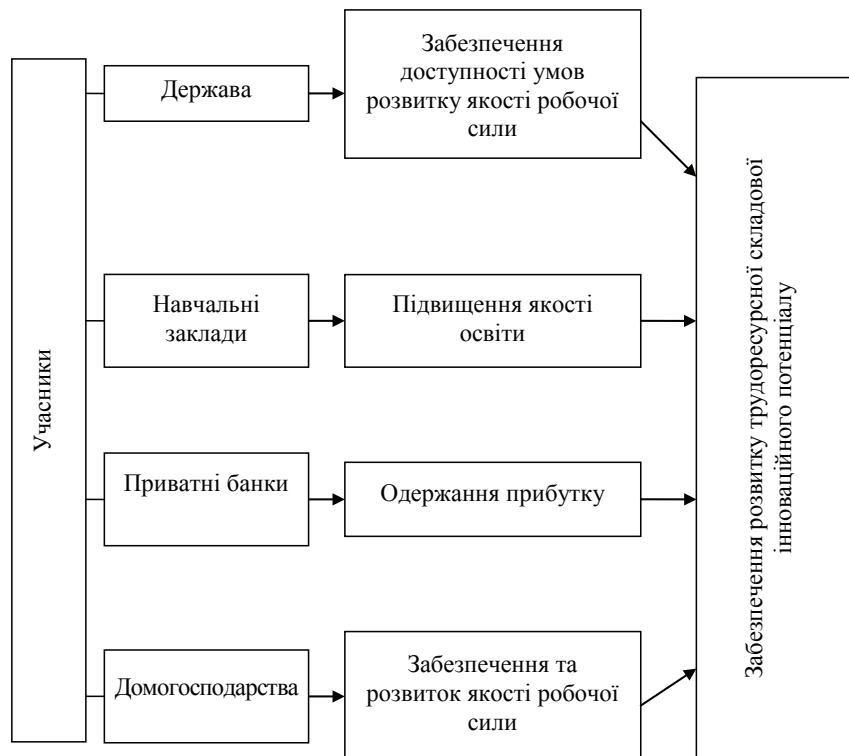 Учасники
Держава
Забезпечення
доступності умов
розвитку якості робочої
сили
Навчальні
заклади
Підвищення якості
освіти
Приватні банки
Одержання прибутку
Домогосподарства
Забезпечення та
розвиток якості робочої
сили
Забезпечення розвитку трудоресурсної складової
інноваційного потенціалу